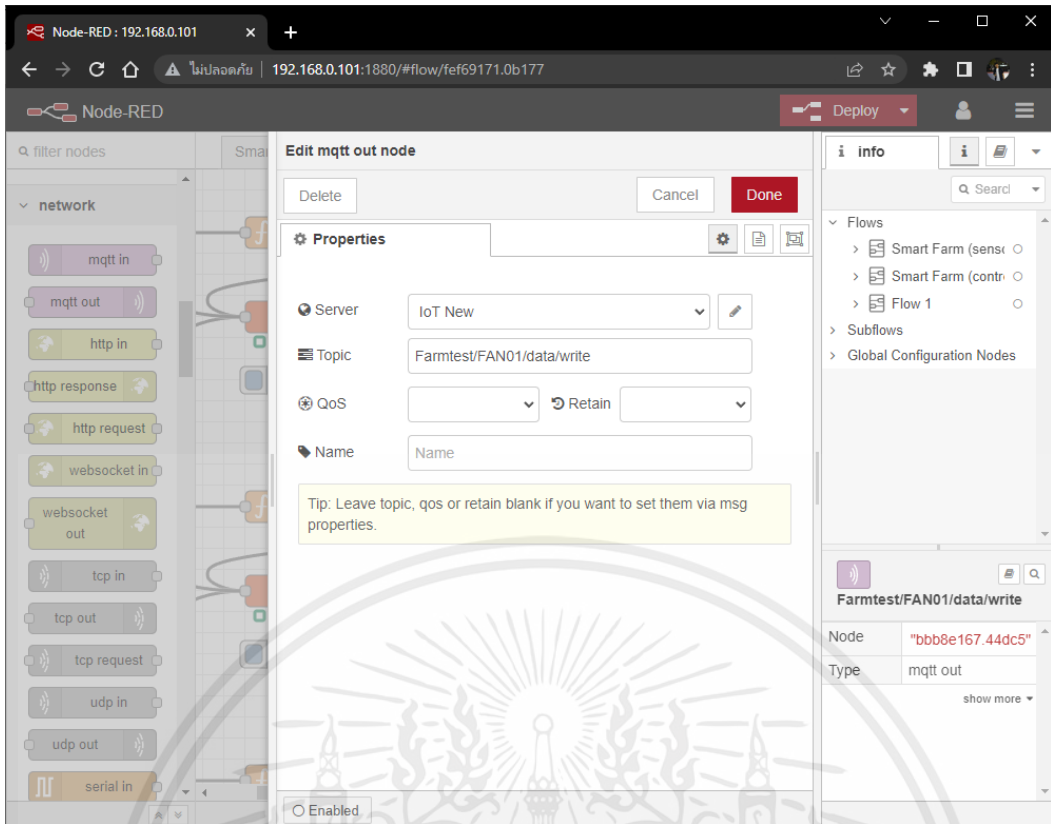 Node-RED : 192.168.0.101
ไม่ปลอดภัย 192.168.0.101:1880/#flow/fef69171.0b177
Node-RED
Deploy
filter nodes
Smar
Edit mqtt out node
info
Delete
Cancel
Done
Searcl
network
Properties
Flows
Smart Farm (senso
Smart Farm (contro
Flow 1
Subflows
Global Configuration Nodes
mqtt in
mqtt out
http in
http response
http request
websocket in
websocket
out
tcp in
tcp out
tcp request
udp in
udp out
serial in
Server
IoT New
Topic
Farmtest/FAN01/data/write
QoS
Retain
Name
Name
Tip: Leave topic, qos or retain blank if you want to set them via msg
properties.
Enabled
Farmtest/FAN01/data/write
Node
"bbb8e167.44dc5"
Type
mqtt out
show more